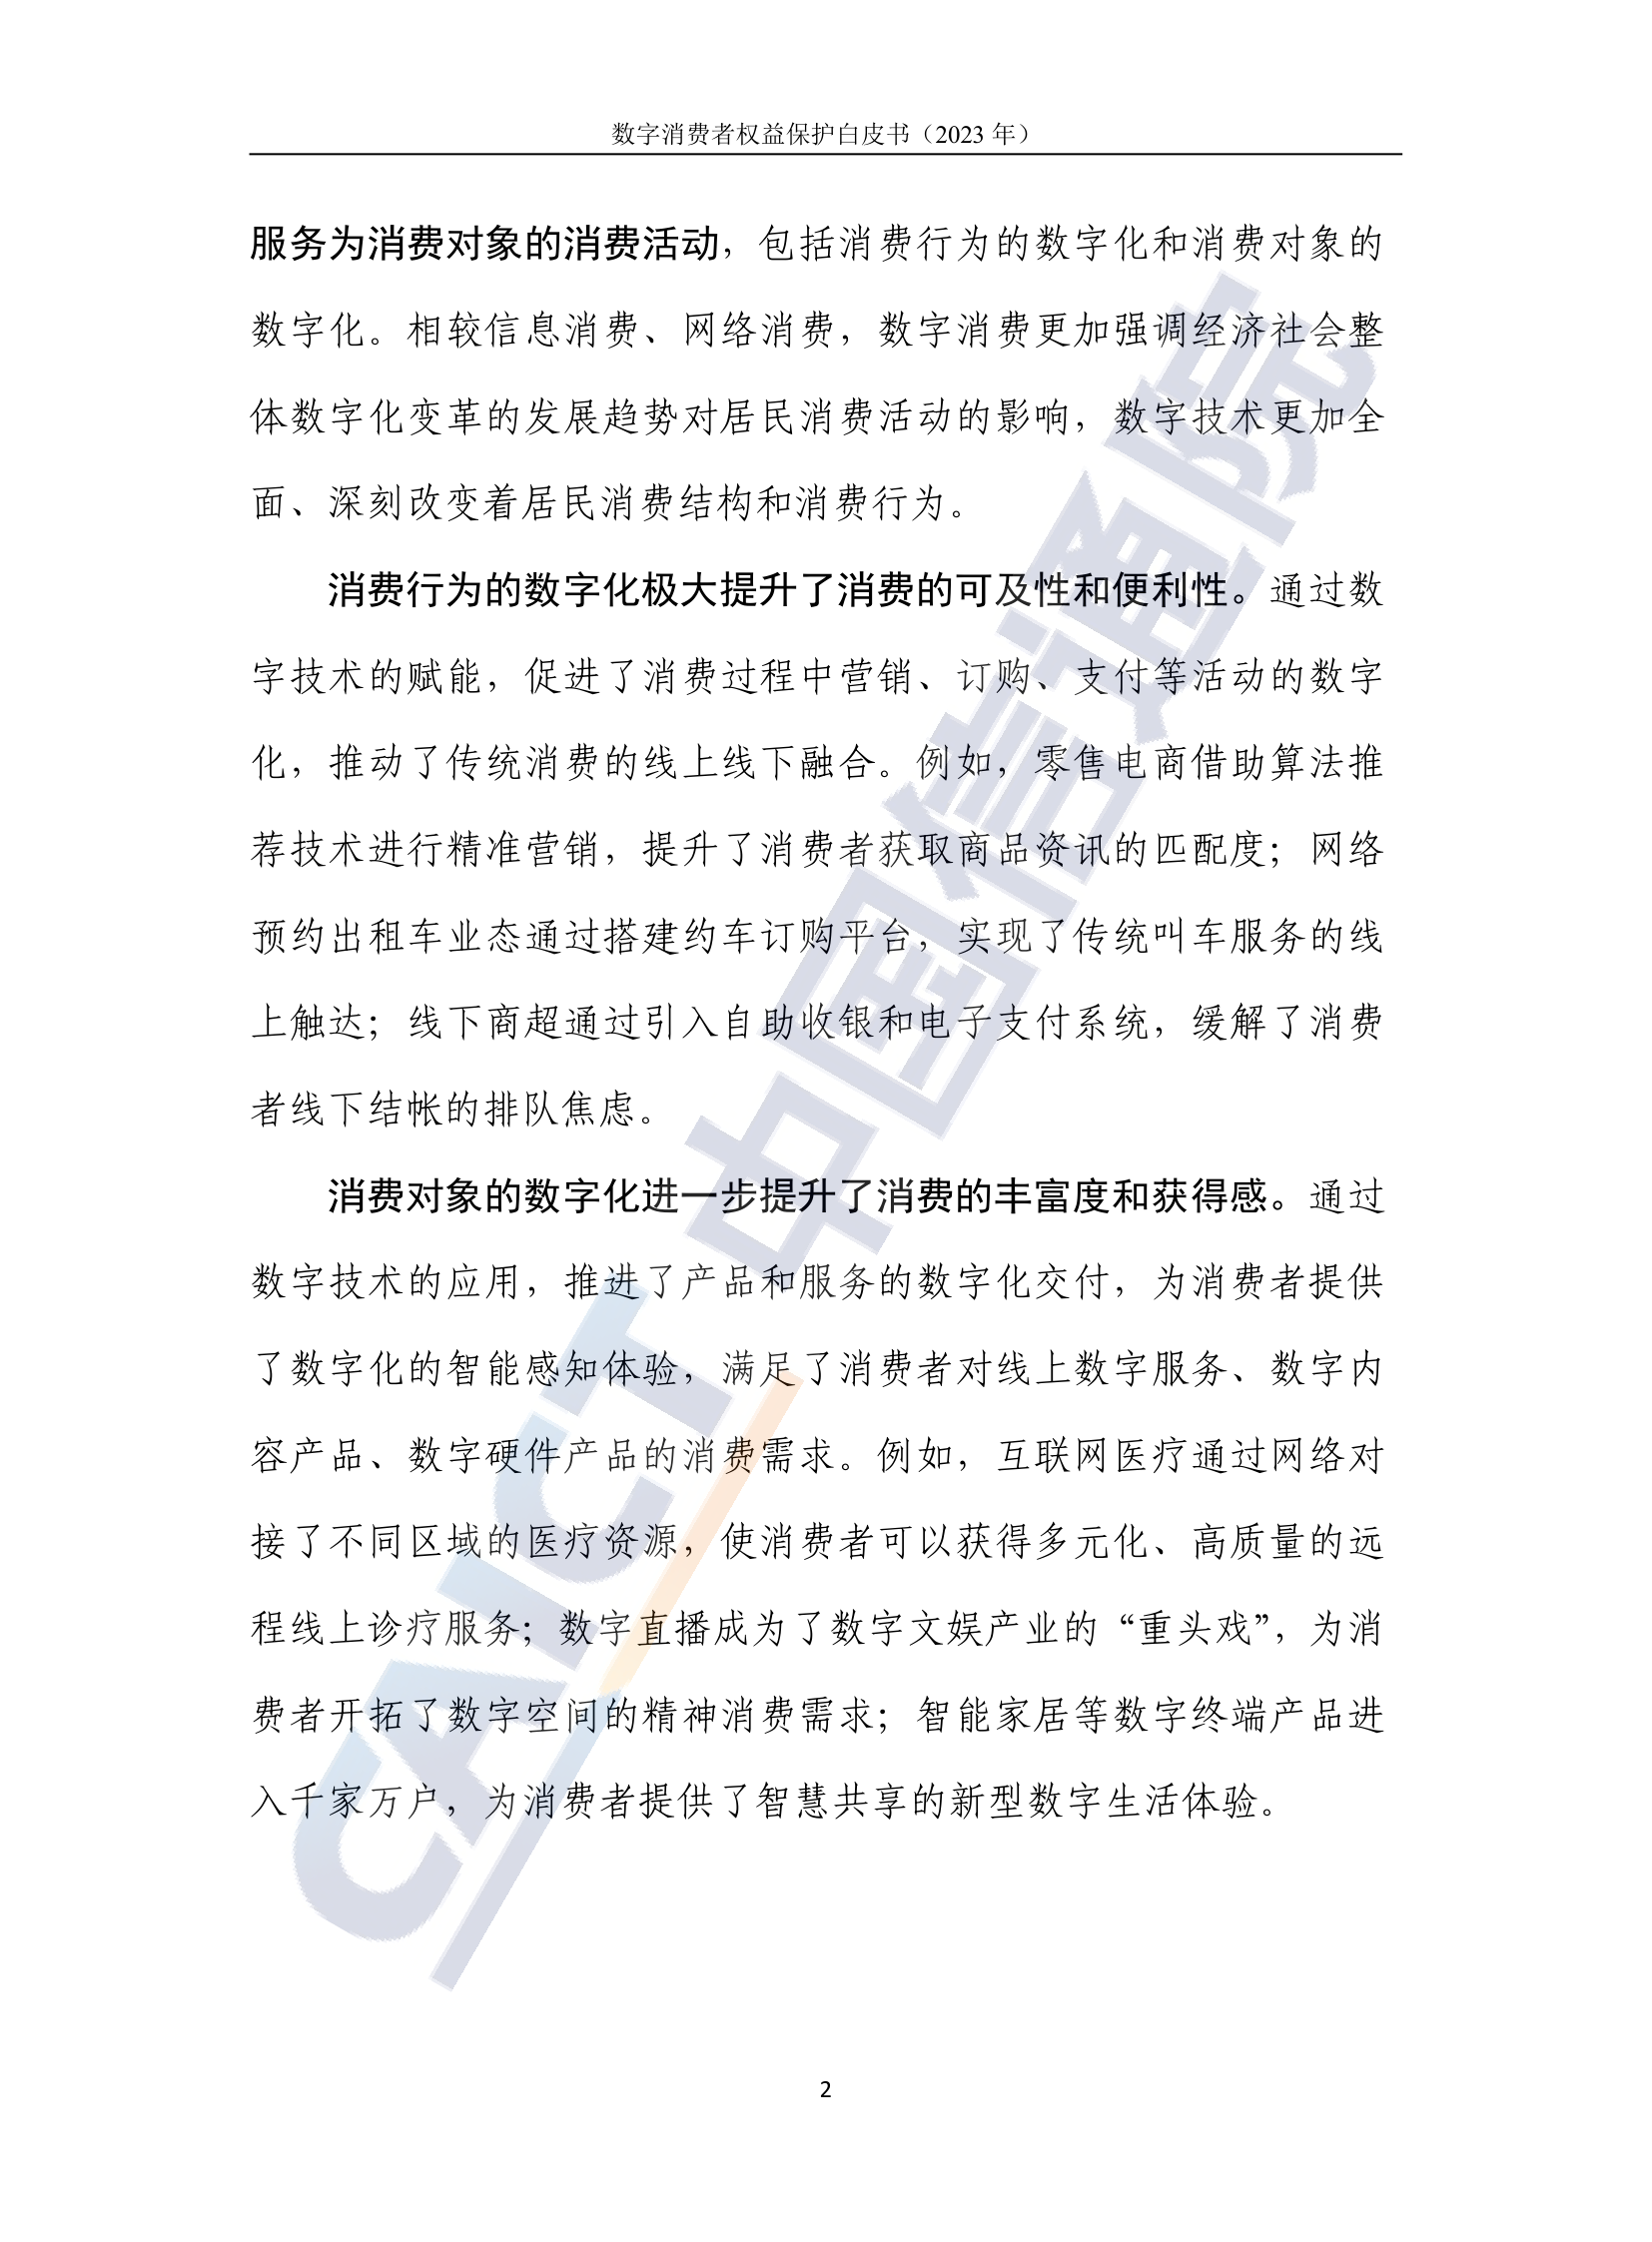 数字消费者权益保护白皮书（2023 年）
服务为消费对象的消费活动，包括消费行为的数字化和消费对象的
数字化。相较信息消费、网络消费，数字消费更加强调经济社会整
体数字化变革的发展趋势对居民消费活动的影响，数字技术更加全
面、深刻改变着居民消费结构和消费行为。
消费行为的数字化极大提升了消费的可及性和便利性。通过数
字技术的赋能，促进了消费过程中营销、订购、支付等活动的数字
化，推动了传统消费的线上线下融合。例如，零售电商借助算法推
荐技术进行精准营销，提升了消费者获取商品资讯的匹配度；网络
预约出租车业态通过搭建约车订购平台，实现了传统叫车服务的线
上触达；线下商超通过引入自助收银和电子支付系统，缓解了消费
者线下结帐的排队焦虑。
消费对象的数字化进一步提升了消费的丰富度和获得感。通过
数字技术的应用，推进了产品和服务的数字化交付，为消费者提供
了数字化的智能感知体验，满足了消费者对线上数字服务、数字内
容产品、数字硬件产品的消费需求。例如，互联网医疗通过网络对
接了不同区域的医疗资源，使消费者可以获得多元化、高质量的远
程线上诊疗服务；数字直播成为了数字文娱产业的“重头戏”，为消
费者开拓了数字空间的精神消费需求；智能家居等数字终端产品进
入千家万户，为消费者提供了智慧共享的新型数字生活体验。
CAICT 中国信通院
2